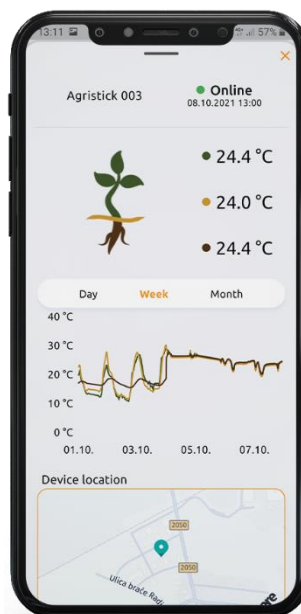 13:11 57%
Agristick 003
Online
08.10.2021 13:00
24.4 °C
24.0 °C
24.4 °C
Day Week Month
40 °C
30 °C
20 °C
10 °C
0 °C
01.10. 03.10. 05.10. 07.10.
Device location
2050
2050
Ulica braće Radi